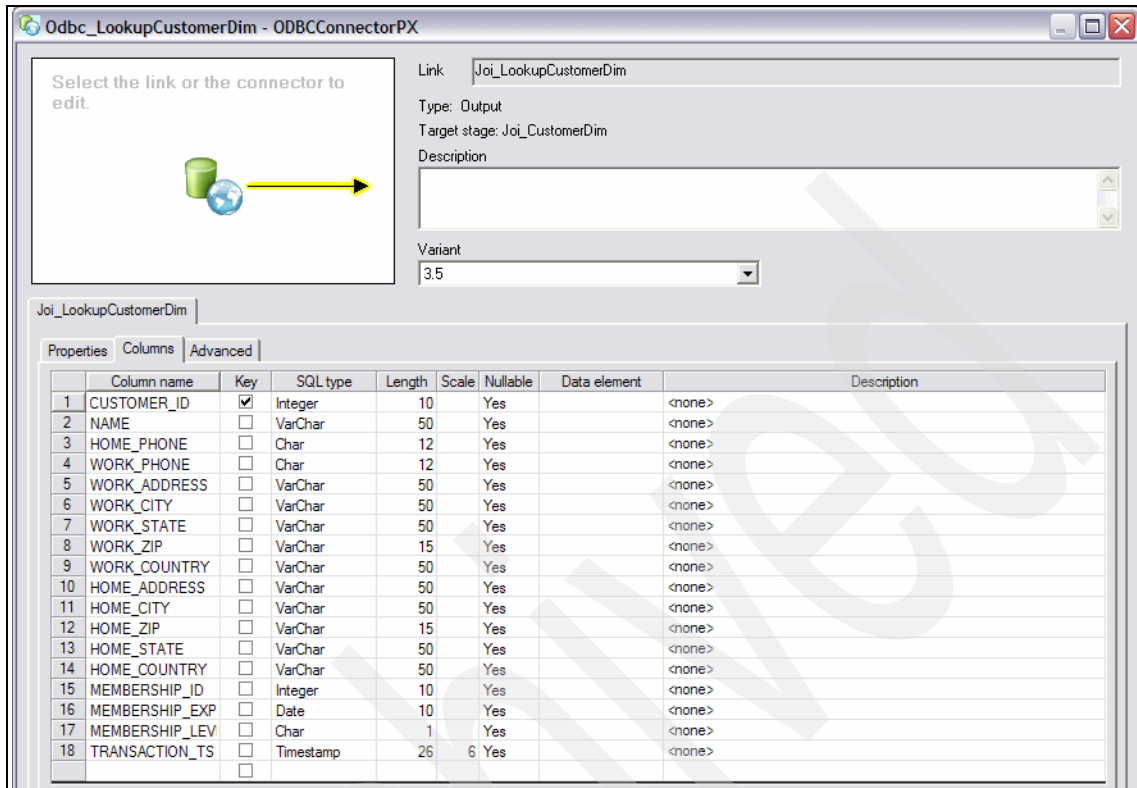 Odbc_LookupCustomerDim - ODBCConnectorPX
Select the link or the connector to
edit.
Link Joi_LookupCustomerDim
Type: Output
Target stage: Joi_CustomerDim
Description
Variant
3.5
Joi_LookupCustomerDim
Properties Columns Advanced
Column name Key SQL type Length Scale Nullable Data element Description
1 CUSTOMER_ID Integer 10 Yes <none>
2 NAME VarChar 50 Yes <none>
3 HOME_PHONE Char 12 Yes <none>
4 WORK_PHONE Char 12 Yes <none>
5 WORK_ADDRESS VarChar 50 Yes <none>
6 WORK_CITY VarChar 50 Yes <none>
7 WORK_STATE VarChar 50 Yes <none>
8 WORK_ZIP VarChar 15 Yes <none>
9 WORK_COUNTRY VarChar 50 Yes <none>
10 HOME_ADDRESS VarChar 50 Yes <none>
11 HOME_CITY VarChar 50 Yes <none>
12 HOME_ZIP VarChar 15 Yes <none>
13 HOME_STATE VarChar 50 Yes <none>
14 HOME_COUNTRY VarChar 50 Yes <none>
15 MEMBERSHIP_ID Integer 10 Yes <none>
16 MEMBERSHIP_EXP Date 10 Yes <none>
17 MEMBERSHIP_LEV Char 1 Yes <none>
18 TRANSACTION_TS Timestamp 26 6 Yes <none>
hived